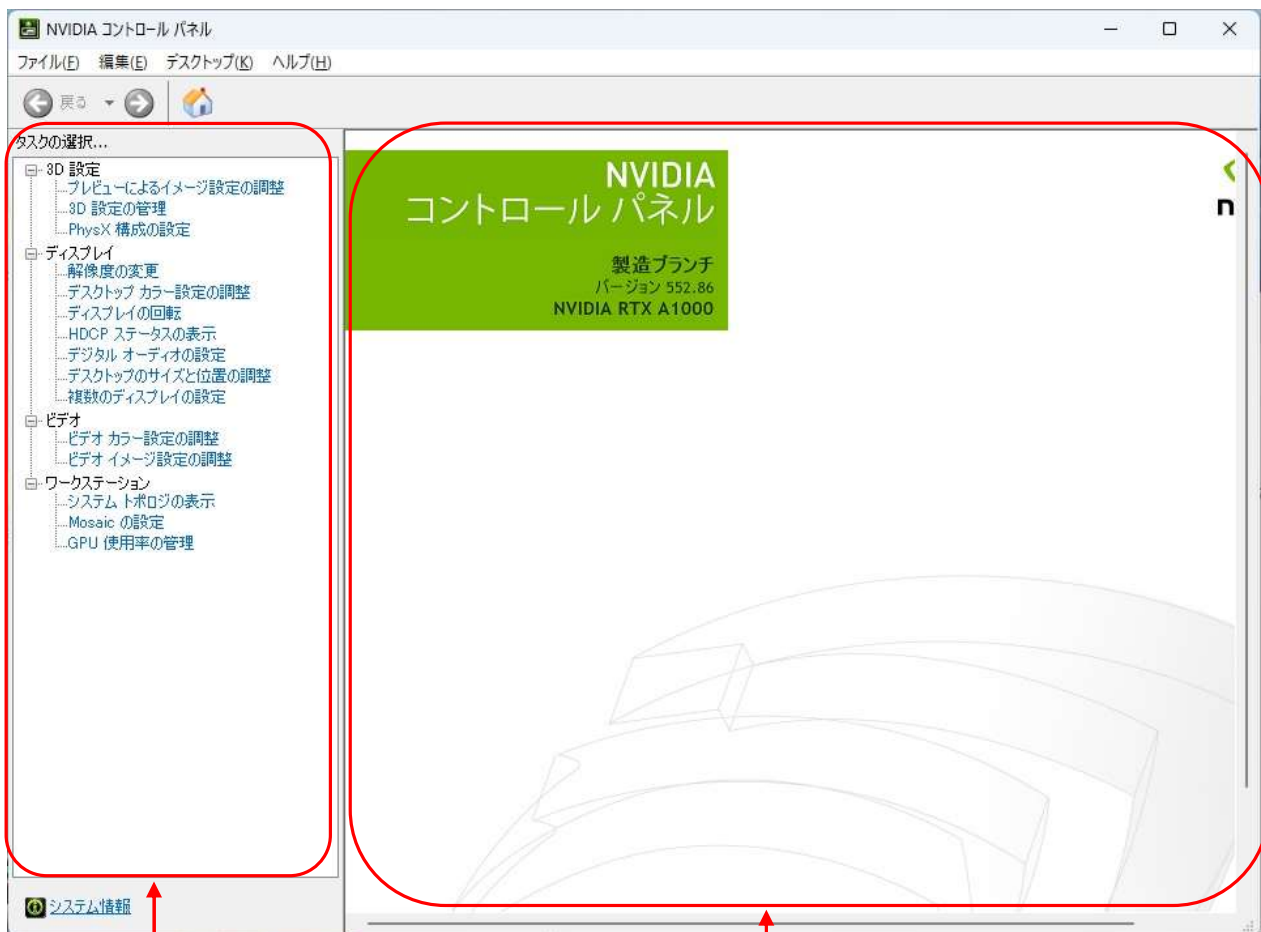 NVIDIA コントロール パネル
ファイル(F) 編集(E) デスクトップ(K) ヘルプ(H)
戻る
タスクの選択...
3D 設定
プレビューによるイメージ設定の調整
3D 設定の管理
PhysX 構成の設定
ディスプレイ
解像度の変更
デスクトップ カラー設定の調整
ディスプレイの回転
HDCP ステータスの表示
デジタル オーディオの設定
デスクトップのサイズと位置の調整
複数のディスプレイの設定
ビデオ
ビデオ カラー設定の調整
ビデオ イメージ設定の調整
ワークステーション
システム トポロジの表示
Mosaic の設定
GPU 使用率の管理
システム情報
NVIDIA
コントロール パネル
製造ブランチ
バージョン 552.86
NVIDIA RTX A1000
n